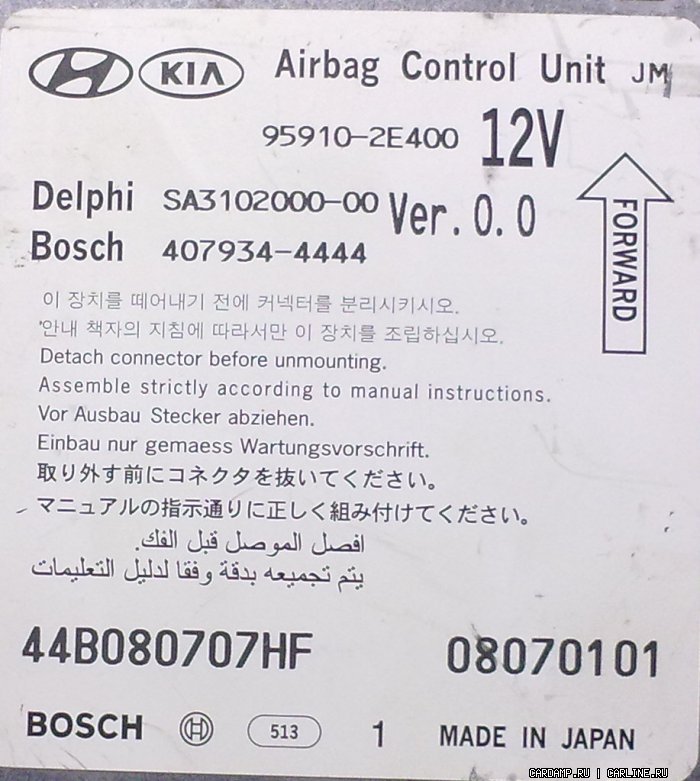 KIA Airbag Control Unit JM
95910-2E400 12V
FORWARD
Delphi SA3102000-00 Ver.0.0
Bosch 407934-4444
이 장치를 떼어내기 전에 커넥터를 분리시키시오.
'안내 책자의 지침에 따라서만 이 장치를 조립하십시오.
Detach connector before unmounting.
Assemble strictly according to manual instructions.
Vor Ausbau Stecker abziehen.
Einbau nur gemaess Wartungsvorschrift.
取り外す前にコネクタを抜いてください。
マニュアルの指示通りに正しく組み付けてください。
افصل الموصل قبل الفك.
يتم تجميعه بدقة وفقا لدليل التعليمات
44B080707HF 08070101
BOSCH 513 1 MADE IN JAPAN
CARDAMP.RU | CARLINE.RU